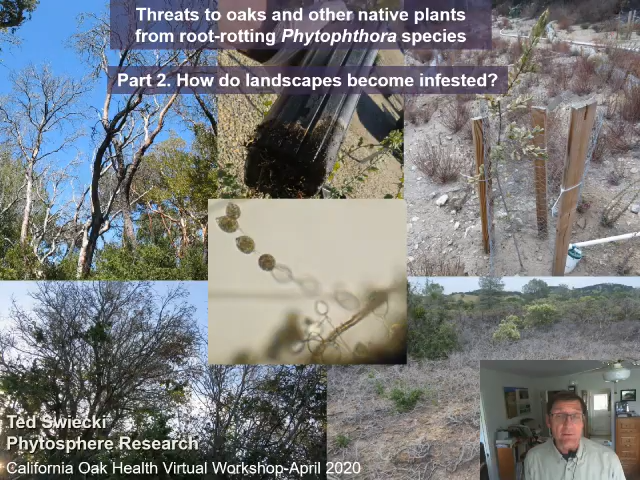 Threats to oaks and other native plants
from root-rotting Phytophthora species
Part 2. How do landscapes become infested?
Ted Swiecki
Phytosphere Research
California Oak Health Virtual Workshop-April 2020